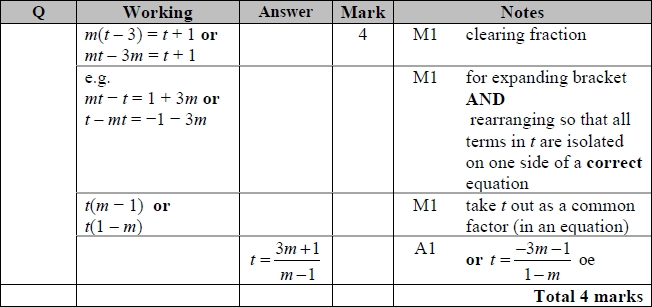 Q Working Answer Mark Notes
m(t – 3) = t + 1 or 4 M1 clearing fraction
mt – 3m = t + 1
e.g. M1 for expanding bracket
mt − t = 1 + 3m or AND
t – mt = −1 − 3m rearranging so that all
terms in t are isolated
on one side of a correct
equation
t(m − 1) or M1 take t out as a common
t(1 – m) factor (in an equation)
t = (3m + 1)/(m − 1) A1 or t = (−3m − 1)/(1 − m) oe
Total 4 marks